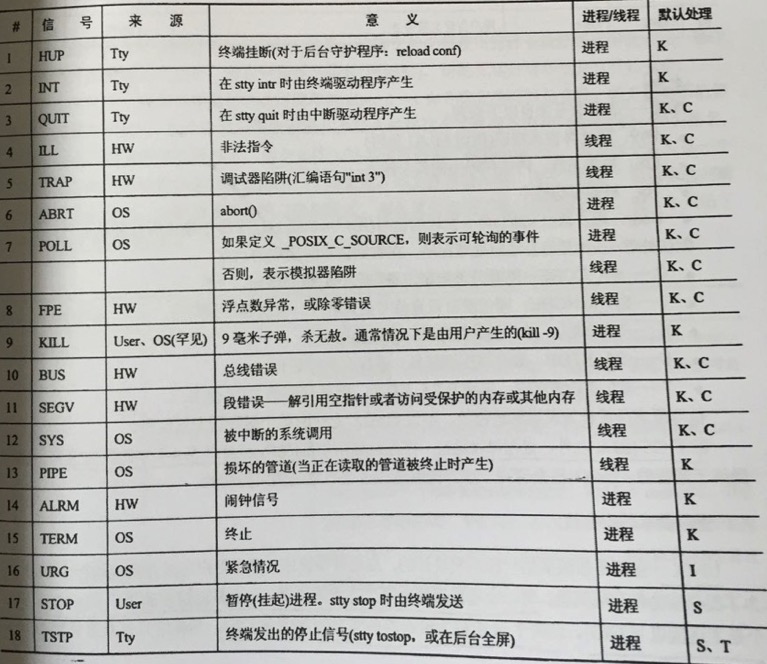 # 信 号 来 源 意 义 进程/线程 默认处理
1 HUP Tty 终端挂断(对于后台守护程序：reload conf) 进程 K
2 INT Tty 在 stty intr 时由终端驱动程序产生 进程 K
3 QUIT Tty 在 stty quit 时由中断驱动程序产生 进程 K、C
4 ILL HW 非法指令 线程 K、C
5 TRAP HW 调试器陷阱(汇编语句"int 3") 线程 K、C
6 ABRT OS abort() 进程 K、C
7 POLL OS 如果定义 _POSIX_C_SOURCE，则表示可轮询的事件 进程 K、C
否则，表示模拟器陷阱 线程 K、C
8 FPE HW 浮点数异常，或除零错误 线程 K、C
9 KILL User、OS(罕见) 9 毫米子弹，杀无赦。通常情况下是由用户产生的(kill -9) 进程 K
10 BUS HW 总线错误 线程 K、C
11 SEGV HW 段错误——解引用空指针或者访问受保护的内存或其他内存 线程 K、C
12 SYS OS 被中断的系统调用 线程 K、C
13 PIPE OS 损坏的管道(当正在读取的管道被终止时产生) 线程 K
14 ALRM HW 闹钟信号 进程 K
15 TERM OS 终止 进程 K
16 URG OS 紧急情况 进程 I
17 STOP User 暂停(挂起)进程。stty stop 时由终端发送 进程 S
18 TSTP Tty 终端发出的停止信号(stty tostop，或在后台全屏) 进程 S、T